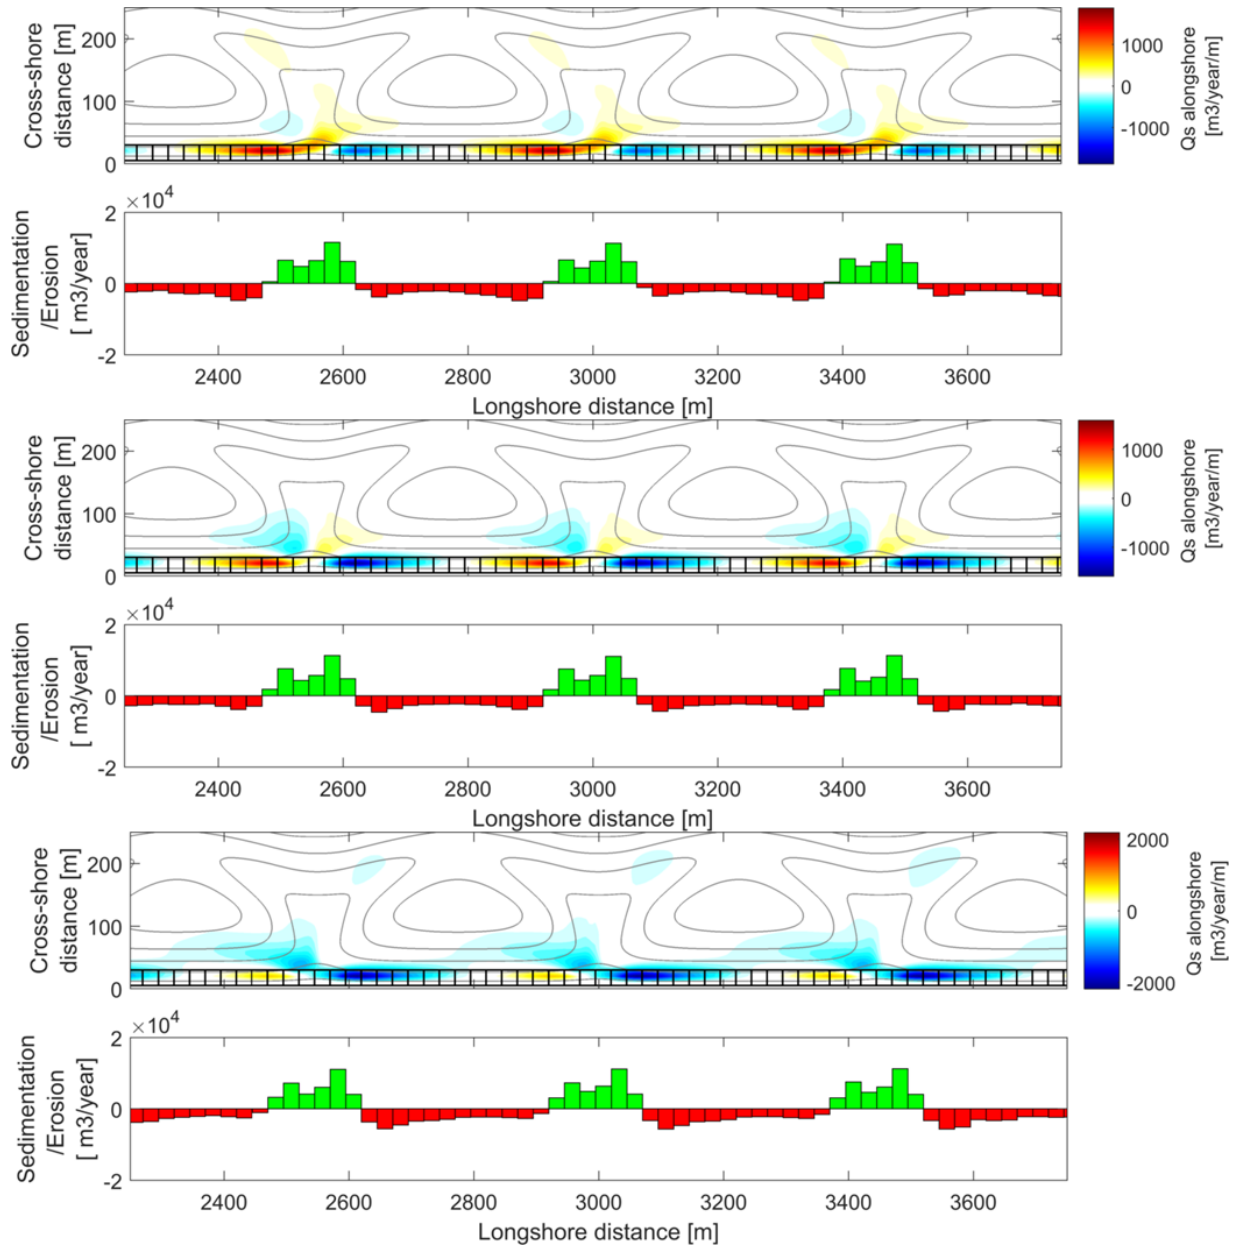 Cross-shore
distance [m]
200
100
0
1000
0
-1000
Qs alongshore
[m3/year/m]
×10^4
Sedimentation
/Erosion
[ m3/year]
2
0
-2
2400 2600 2800 3000 3200 3400 3600
Longshore distance [m]
Cross-shore
distance [m]
200
100
0
1000
0
-1000
Qs alongshore
[m3/year/m]
×10^4
Sedimentation
/Erosion
[ m3/year]
2
0
-2
2400 2600 2800 3000 3200 3400 3600
Longshore distance [m]
Cross-shore
distance [m]
200
100
0
2000
0
-2000
Qs alongshore
[m3/year/m]
×10^4
Sedimentation
/Erosion
[ m3/year]
2
0
-2
2400 2600 2800 3000 3200 3400 3600
Longshore distance [m]